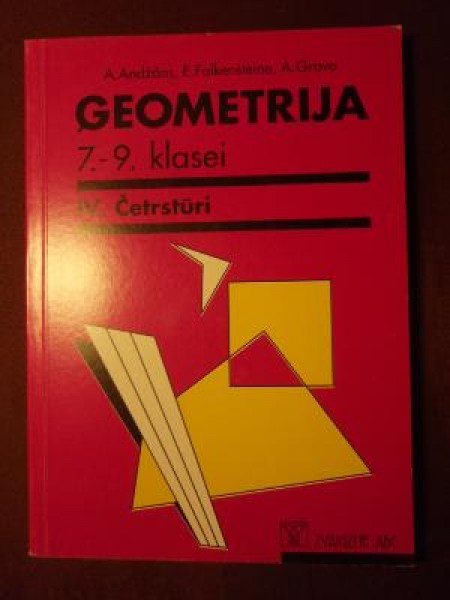 A.Andžāns, E.Falkenšteine, A.Grava
ĢEOMETRIJA
7.-9. klasei
IV. Četrstūri
ZVAIGZNE ABC